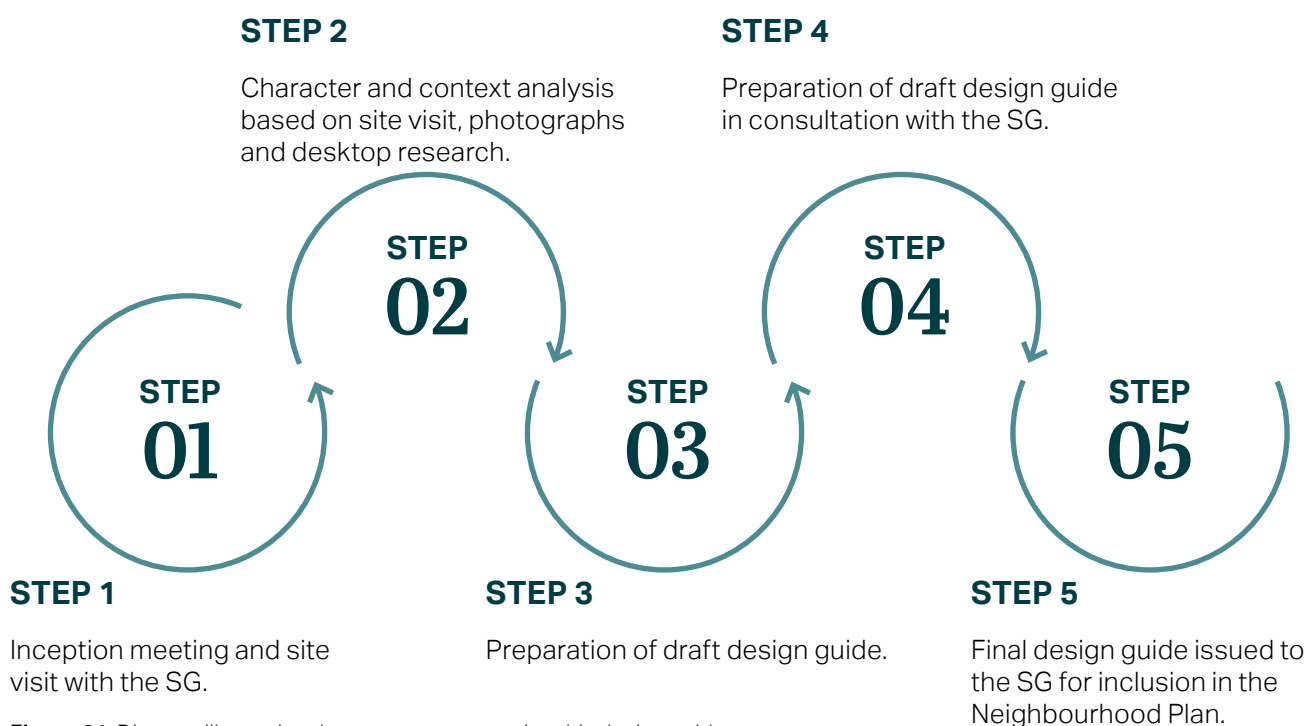 STEP 2
Character and context analysis
based on site visit, photographs
and desktop research.
STEP 4
Preparation of draft design guide
in consultation with the SG.
STEP
02
STEP
04
STEP
01
STEP
03
STEP
05
STEP 1
Inception meeting and site
visit with the SG.
STEP 3
Preparation of draft design guide.
STEP 5
Final design guide issued to
the SG for inclusion in the
Neighbourhood Plan.